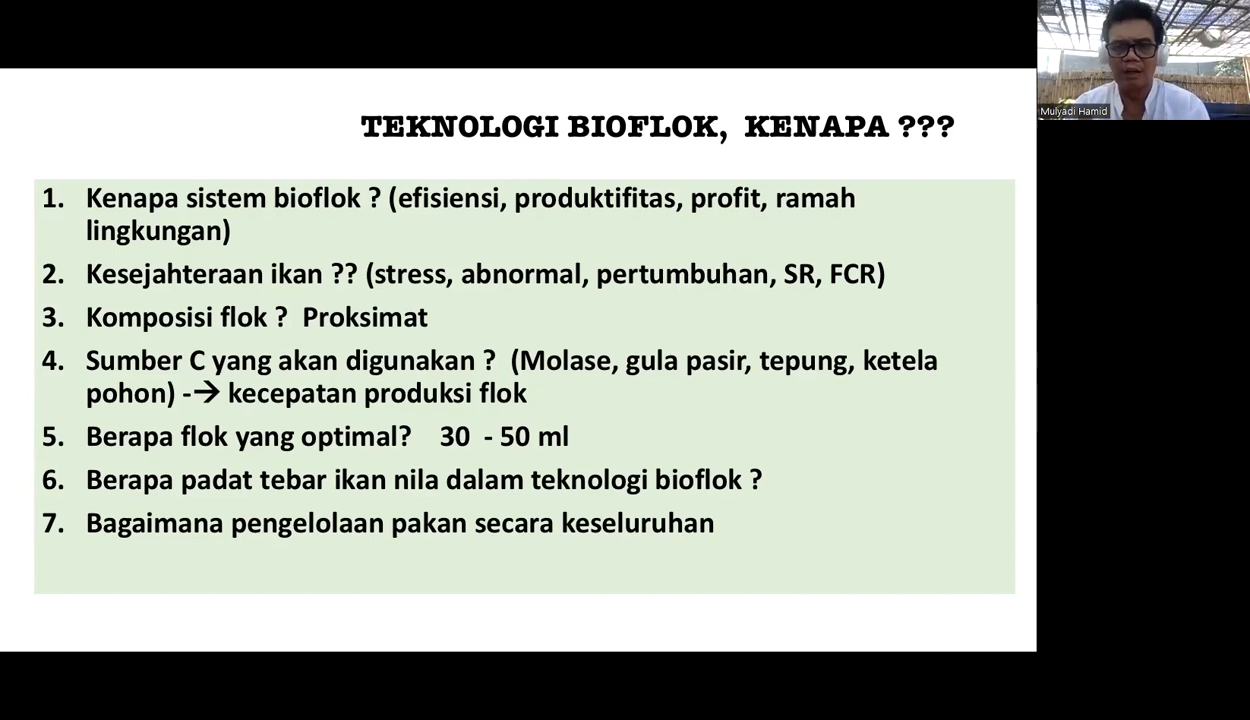 TEKNOLOGI BIOFLOK, KENAPA ???
1. Kenapa sistem bioflok ? (efisiensi, produktifitas, profit, ramah
lingkungan)
2. Kesejahteraan ikan ?? (stress, abnormal, pertumbuhan, SR, FCR)
3. Komposisi flok ? Proksimat
4. Sumber C yang akan digunakan ? (Molase, gula pasir, tepung, ketela
pohon) -→ kecepatan produksi flok
5. Berapa flok yang optimal? 30 - 50 ml
6. Berapa padat tebar ikan nila dalam teknologi bioflok ?
7. Bagaimana pengelolaan pakan secara keseluruhan
Mulyadi Hamid